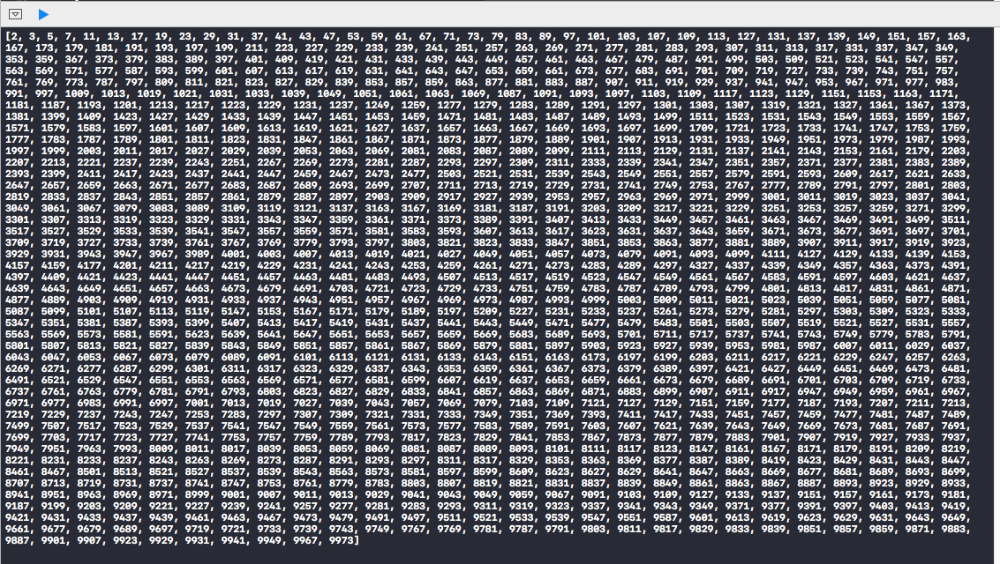 [2, 3, 5, 7, 11, 13, 17, 19, 23, 29, 31, 37, 41, 43, 47, 53, 59, 61, 67, 71, 73, 79, 83, 89, 97, 101, 103, 107, 109, 113, 127, 131, 137, 139, 149, 151, 157, 163,
167, 173, 179, 181, 191, 193, 197, 199, 211, 223, 227, 229, 233, 239, 241, 251, 257, 263, 269, 271, 277, 281, 283, 293, 307, 311, 313, 317, 331, 337, 347, 349,
353, 359, 367, 373, 379, 383, 389, 397, 401, 409, 419, 421, 431, 433, 439, 443, 449, 457, 461, 463, 467, 479, 487, 491, 499, 503, 509, 521, 523, 541, 547, 557,
563, 569, 571, 577, 587, 593, 599, 601, 607, 613, 617, 619, 631, 641, 643, 647, 653, 659, 661, 673, 677, 683, 691, 701, 709, 719, 727, 733, 739, 743, 751, 757,
761, 769, 773, 787, 797, 809, 811, 821, 823, 827, 829, 839, 853, 857, 859, 863, 877, 881, 883, 887, 907, 911, 919, 929, 937, 941, 947, 953, 967, 971, 977, 983,
991, 997, 1009, 1013, 1019, 1021, 1031, 1033, 1039, 1049, 1051, 1061, 1063, 1069, 1087, 1091, 1093, 1097, 1103, 1109, 1117, 1123, 1129, 1151, 1153, 1163, 1171,
1181, 1187, 1193, 1201, 1213, 1217, 1223, 1229, 1231, 1237, 1249, 1259, 1277, 1279, 1283, 1289, 1291, 1297, 1301, 1303, 1307, 1319, 1321, 1327, 1361, 1367, 1373,
1381, 1399, 1409, 1423, 1427, 1429, 1433, 1439, 1447, 1451, 1453, 1459, 1471, 1481, 1483, 1487, 1489, 1493, 1499, 1511, 1523, 1531, 1543, 1549, 1553, 1559, 1567,
1571, 1579, 1583, 1597, 1601, 1607, 1609, 1613, 1619, 1621, 1627, 1637, 1657, 1663, 1667, 1669, 1693, 1697, 1699, 1709, 1721, 1723, 1733, 1741, 1747, 1753, 1759,
1777, 1783, 1787, 1789, 1801, 1811, 1823, 1831, 1847, 1861, 1867, 1871, 1873, 1877, 1879, 1889, 1901, 1907, 1913, 1931, 1933, 1949, 1951, 1973, 1979, 1987, 1993,
1997, 1999, 2003, 2011, 2017, 2027, 2029, 2039, 2053, 2063, 2069, 2081, 2083, 2087, 2089, 2099, 2111, 2113, 2129, 2131, 2137, 2141, 2143, 2153, 2161, 2179, 2203,
2207, 2213, 2221, 2237, 2239, 2243, 2251, 2267, 2269, 2273, 2281, 2287, 2293, 2297, 2309, 2311, 2333, 2339, 2341, 2347, 2351, 2357, 2371, 2377, 2381, 2383, 2389,
2393, 2399, 2411, 2417, 2423, 2437, 2441, 2447, 2459, 2467, 2473, 2477, 2503, 2521, 2531, 2539, 2543, 2549, 2551, 2557, 2579, 2591, 2593, 2609, 2617, 2621, 2633,
2647, 2657, 2659, 2663, 2671, 2677, 2683, 2687, 2689, 2693, 2699, 2707, 2711, 2713, 2719, 2729, 2731, 2741, 2749, 2753, 2767, 2777, 2789, 2791, 2797, 2801, 2803,
2819, 2833, 2837, 2843, 2851, 2857, 2861, 2879, 2887, 2897, 2903, 2909, 2917, 2927, 2939, 2953, 2957, 2963, 2969, 2971, 2999, 3001, 3011, 3019, 3023, 3037, 3041,
3049, 3061, 3067, 3079, 3083, 3089, 3109, 3119, 3121, 3137, 3163, 3167, 3169, 3181, 3187, 3191, 3203, 3209, 3217, 3221, 3229, 3251, 3253, 3257, 3259, 3271, 3299,
3301, 3307, 3313, 3319, 3323, 3329, 3331, 3343, 3347, 3359, 3361, 3371, 3373, 3389, 3391, 3407, 3413, 3433, 3449, 3457, 3461, 3463, 3467, 3469, 3491, 3499, 3511,
3517, 3527, 3529, 3533, 3539, 3541, 3547, 3557, 3559, 3571, 3581, 3583, 3593, 3607, 3613, 3617, 3623, 3631, 3637, 3643, 3659, 3671, 3673, 3677, 3691, 3697, 3701,
3709, 3719, 3727, 3733, 3739, 3761, 3767, 3769, 3779, 3793, 3797, 3803, 3821, 3823, 3833, 3847, 3851, 3853, 3863, 3877, 3881, 3889, 3907, 3911, 3917, 3919, 3923,
3929, 3931, 3943, 3947, 3967, 3989, 4001, 4003, 4007, 4013, 4019, 4021, 4027, 4049, 4051, 4057, 4073, 4079, 4091, 4093, 4099, 4111, 4127, 4129, 4133, 4139, 4153,
4157, 4159, 4177, 4201, 4211, 4217, 4219, 4229, 4231, 4241, 4243, 4253, 4259, 4261, 4271, 4273, 4283, 4289, 4297, 4327, 4337, 4339, 4349, 4357, 4363, 4373, 4391,
4397, 4409, 4421, 4423, 4441, 4447, 4451, 4457, 4463, 4481, 4483, 4493, 4507, 4513, 4517, 4519, 4523, 4547, 4549, 4561, 4567, 4583, 4591, 4597, 4603, 4621, 4637,
4639, 4643, 4649, 4651, 4657, 4663, 4673, 4679, 4691, 4703, 4721, 4723, 4729, 4733, 4751, 4759, 4783, 4787, 4789, 4793, 4799, 4801, 4813, 4817, 4831, 4861, 4871,
4877, 4889, 4903, 4909, 4919, 4931, 4933, 4937, 4943, 4951, 4957, 4967, 4969, 4973, 4987, 4993, 4999, 5003, 5009, 5011, 5021, 5023, 5039, 5051, 5059, 5077, 5081,
5087, 5099, 5101, 5107, 5113, 5119, 5147, 5153, 5167, 5171, 5179, 5189, 5197, 5209, 5227, 5231, 5233, 5237, 5261, 5273, 5279, 5281, 5297, 5303, 5309, 5323, 5333,
5347, 5351, 5381, 5387, 5393, 5399, 5407, 5413, 5417, 5419, 5431, 5437, 5441, 5443, 5449, 5471, 5477, 5479, 5483, 5501, 5503, 5507, 5519, 5521, 5527, 5531, 5557,
5563, 5569, 5573, 5581, 5591, 5623, 5639, 5641, 5647, 5651, 5653, 5657, 5659, 5669, 5683, 5689, 5693, 5701, 5711, 5717, 5737, 5741, 5743, 5749, 5779, 5783, 5791,
5801, 5807, 5813, 5821, 5827, 5839, 5843, 5849, 5851, 5857, 5861, 5867, 5869, 5879, 5881, 5897, 5903, 5923, 5927, 5939, 5953, 5981, 5987, 6007, 6011, 6029, 6037,
6043, 6047, 6053, 6067, 6073, 6079, 6089, 6091, 6101, 6113, 6121, 6131, 6133, 6143, 6151, 6163, 6173, 6197, 6199, 6203, 6211, 6217, 6221, 6229, 6247, 6257, 6263,
6269, 6271, 6277, 6287, 6299, 6301, 6311, 6317, 6323, 6329, 6337, 6343, 6353, 6359, 6361, 6367, 6373, 6379, 6389, 6397, 6421, 6427, 6449, 6451, 6469, 6473, 6481,
6491, 6521, 6529, 6547, 6551, 6553, 6563, 6569, 6571, 6577, 6581, 6599, 6607, 6619, 6637, 6653, 6659, 6661, 6673, 6679, 6689, 6691, 6701, 6703, 6709, 6719, 6733,
6737, 6761, 6763, 6779, 6781, 6791, 6793, 6803, 6823, 6827, 6829, 6833, 6841, 6857, 6863, 6869, 6871, 6883, 6899, 6907, 6911, 6917, 6947, 6949, 6959, 6961, 6967,
6971, 6977, 6983, 6991, 6997, 7001, 7013, 7019, 7027, 7039, 7043, 7057, 7069, 7079, 7103, 7109, 7121, 7127, 7129, 7151, 7159, 7177, 7187, 7193, 7207, 7211, 7213,
7219, 7229, 7237, 7243, 7247, 7253, 7283, 7297, 7307, 7309, 7321, 7331, 7333, 7349, 7351, 7369, 7393, 7411, 7417, 7433, 7451, 7457, 7459, 7477, 7481, 7487, 7489,
7499, 7507, 7517, 7523, 7529, 7537, 7541, 7547, 7549, 7559, 7561, 7573, 7577, 7583, 7589, 7591, 7603, 7607, 7621, 7639, 7643, 7649, 7669, 7673, 7681, 7687, 7691,
7699, 7703, 7717, 7723, 7727, 7741, 7753, 7757, 7759, 7789, 7793, 7817, 7823, 7829, 7841, 7853, 7867, 7873, 7877, 7879, 7883, 7901, 7907, 7919, 7927, 7933, 7937,
7949, 7951, 7963, 7993, 8009, 8011, 8017, 8039, 8053, 8059, 8069, 8081, 8087, 8089, 8093, 8101, 8111, 8117, 8123, 8147, 8161, 8167, 8171, 8179, 8191, 8209, 8219,
8221, 8231, 8233, 8237, 8243, 8263, 8269, 8273, 8287, 8291, 8293, 8297, 8311, 8317, 8329, 8353, 8363, 8369, 8377, 8387, 8389, 8419, 8423, 8429, 8431, 8443, 8447,
8461, 8467, 8501, 8513, 8521, 8527, 8537, 8539, 8543, 8563, 8573, 8581, 8597, 8599, 8609, 8623, 8627, 8629, 8641, 8647, 8663, 8669, 8677, 8681, 8689, 8693, 8699,
8707, 8713, 8719, 8731, 8737, 8741, 8747, 8753, 8761, 8779, 8783, 8803, 8807, 8819, 8821, 8831, 8837, 8839, 8849, 8861, 8863, 8867, 8887, 8893, 8923, 8929, 8933,
8941, 8951, 8963, 8969, 8971, 8999, 9001, 9007, 9011, 9013, 9029, 9041, 9043, 9049, 9059, 9067, 9091, 9103, 9109, 9127, 9133, 9137, 9151, 9157, 9161, 9173, 9181,
9187, 9199, 9203, 9209, 9221, 9227, 9239, 9241, 9257, 9277, 9281, 9283, 9293, 9311, 9319, 9323, 9337, 9341, 9343, 9349, 9371, 9377, 9391, 9397, 9403, 9413, 9419,
9421, 9431, 9433, 9437, 9439, 9461, 9463, 9467, 9473, 9479, 9491, 9497, 9511, 9521, 9533, 9539, 9547, 9551, 9587, 9601, 9613, 9619, 9623, 9629, 9631, 9643, 9649,
9661, 9677, 9679, 9689, 9697, 9719, 9721, 9733, 9739, 9743, 9749, 9767, 9769, 9781, 9787, 9791, 9803, 9811, 9817, 9829, 9833, 9839, 9851, 9857, 9859, 9871, 9883,
9887, 9901, 9907, 9923, 9929, 9931, 9941, 9949, 9967, 9973]